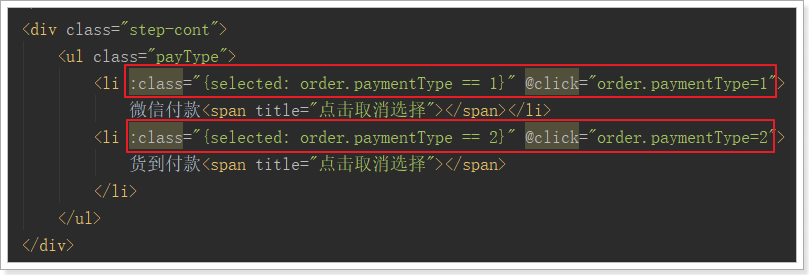 <div class="step-cont">
<ul class="payType">
<li :class="{selected: order.paymentType == 1}" @click="order.paymentType=1">
微信付款<span title="点击取消选择"></span></li>
<li :class="{selected: order.paymentType == 2}" @click="order.paymentType=2">
货到付款<span title="点击取消选择"></span>
</li>
</ul>
</div>